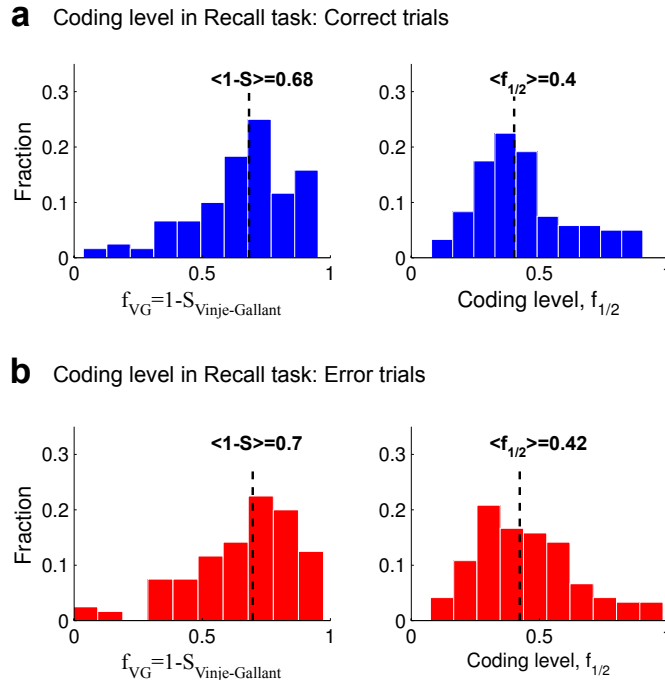 a Coding level in Recall task: Correct trials
<1-S>=0.68
<f1/2>=0.4
0.3
0.2
0.1
0
Fraction
0 0.5 1
fVG=1-SVinje-Gallant
0.3
0.2
0.1
0
0 0.5 1
Coding level, f1/2
b Coding level in Recall task: Error trials
<1-S>=0.7
<f1/2>=0.42
0.3
0.2
0.1
0
Fraction
0 0.5 1
fVG=1-SVinje-Gallant
0.3
0.2
0.1
0
0 0.5 1
Coding level, f1/2